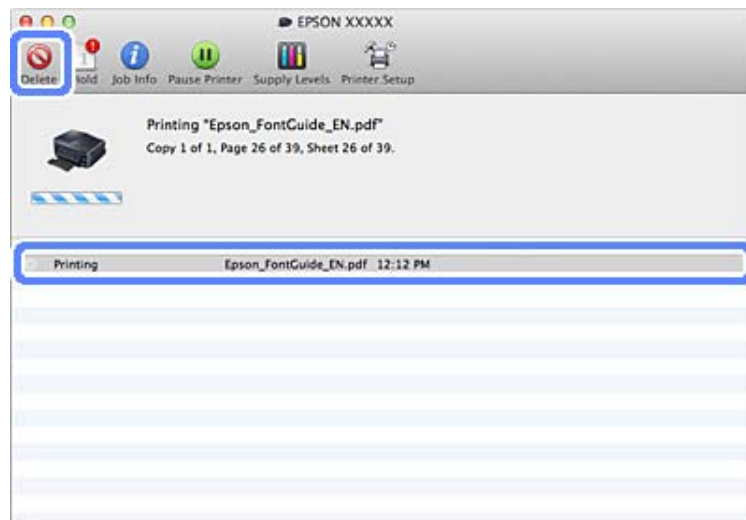 EPSON XXXXX
Delete Hold Job Info Pause Printer Supply Levels Printer Setup
Printing "Epson_FontGuide_EN.pdf"
Copy 1 of 1, Page 26 of 39, Sheet 26 of 39.
Printing Epson_FontGuide_EN.pdf 12:12 PM